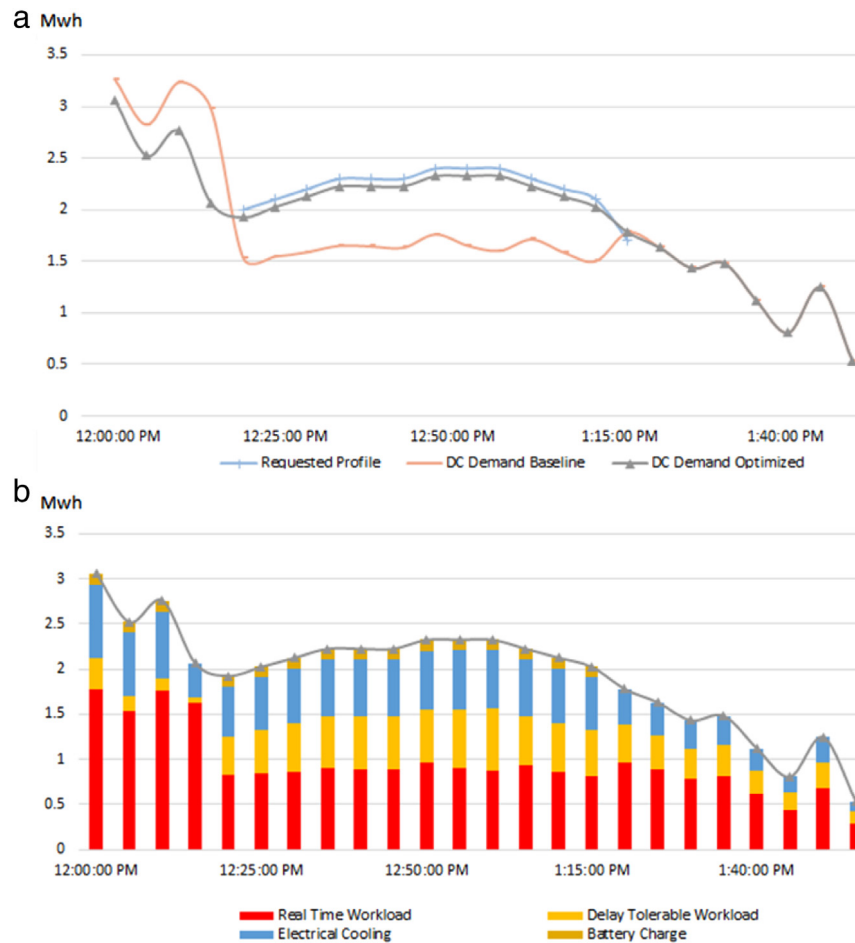 a
Mwh
3.5
3
2.5
2
1.5
1
0.5
0
12:00:00 PM 12:25:00 PM 12:50:00 PM 1:15:00 PM 1:40:00 PM
Requested Profile DC Demand Baseline DC Demand Optimized
b
Mwh
3.5
3
2.5
2
1.5
1
0.5
0
12:00:00 PM 12:25:00 PM 12:50:00 PM 1:15:00 PM 1:40:00 PM
Real Time Workload Delay Tolerable Workload
Electrical Cooling Battery Charge